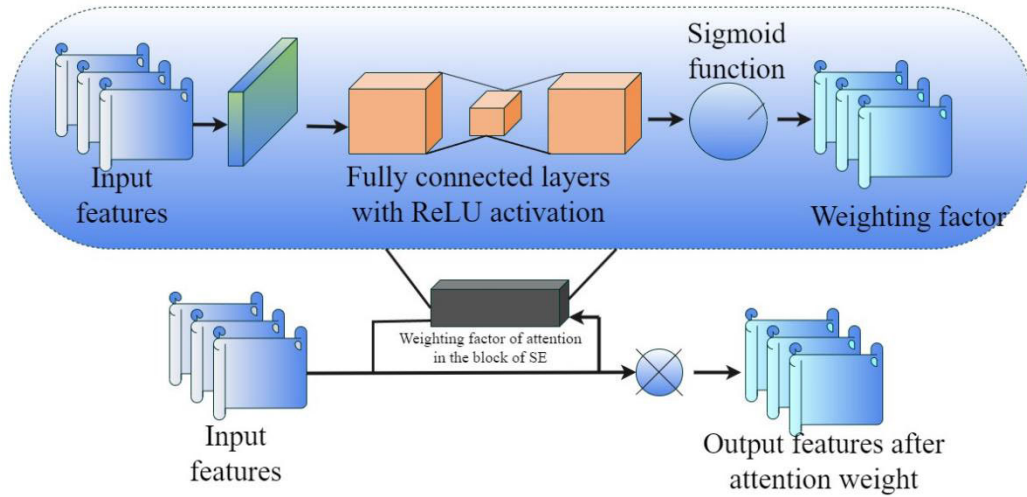 Sigmoid
function
Input
features
Fully connected layers
with ReLU activation
Weighting factor
Weighting factor of attention
in the block of SE
Input
features
Output features after
attention weight